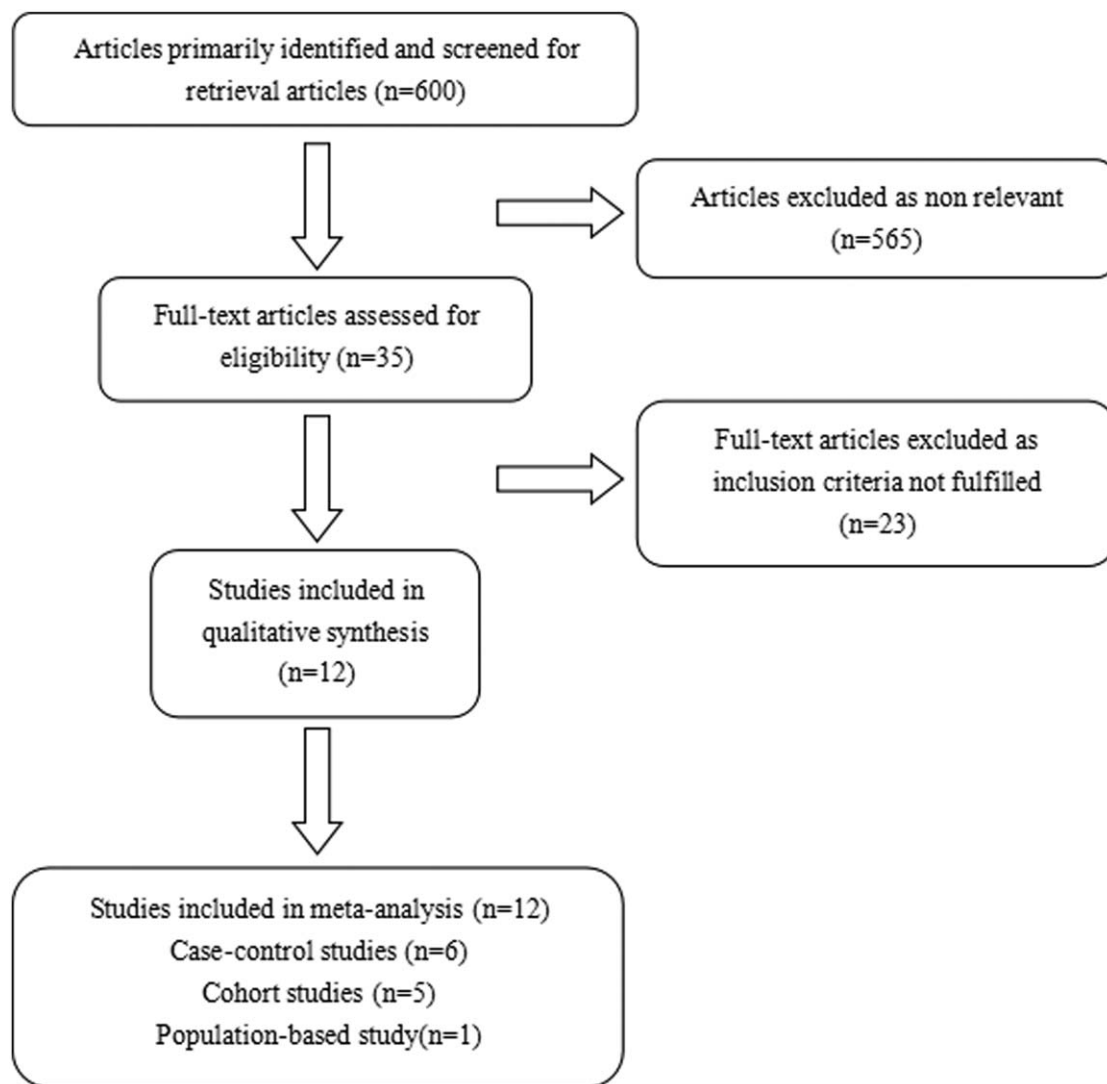 Articles primarily identified and screened for
retrieval articles (n=600)
Articles excluded as non relevant
(n=565)
Full-text articles assessed for
eligibility (n=35)
Full-text articles excluded as
inclusion criteria not fulfilled
(n=23)
Studies included in
qualitative synthesis
(n=12)
Studies included in meta-analysis (n=12)
Case-control studies (n=6)
Cohort studies (n=5)
Population-based study(n=1)